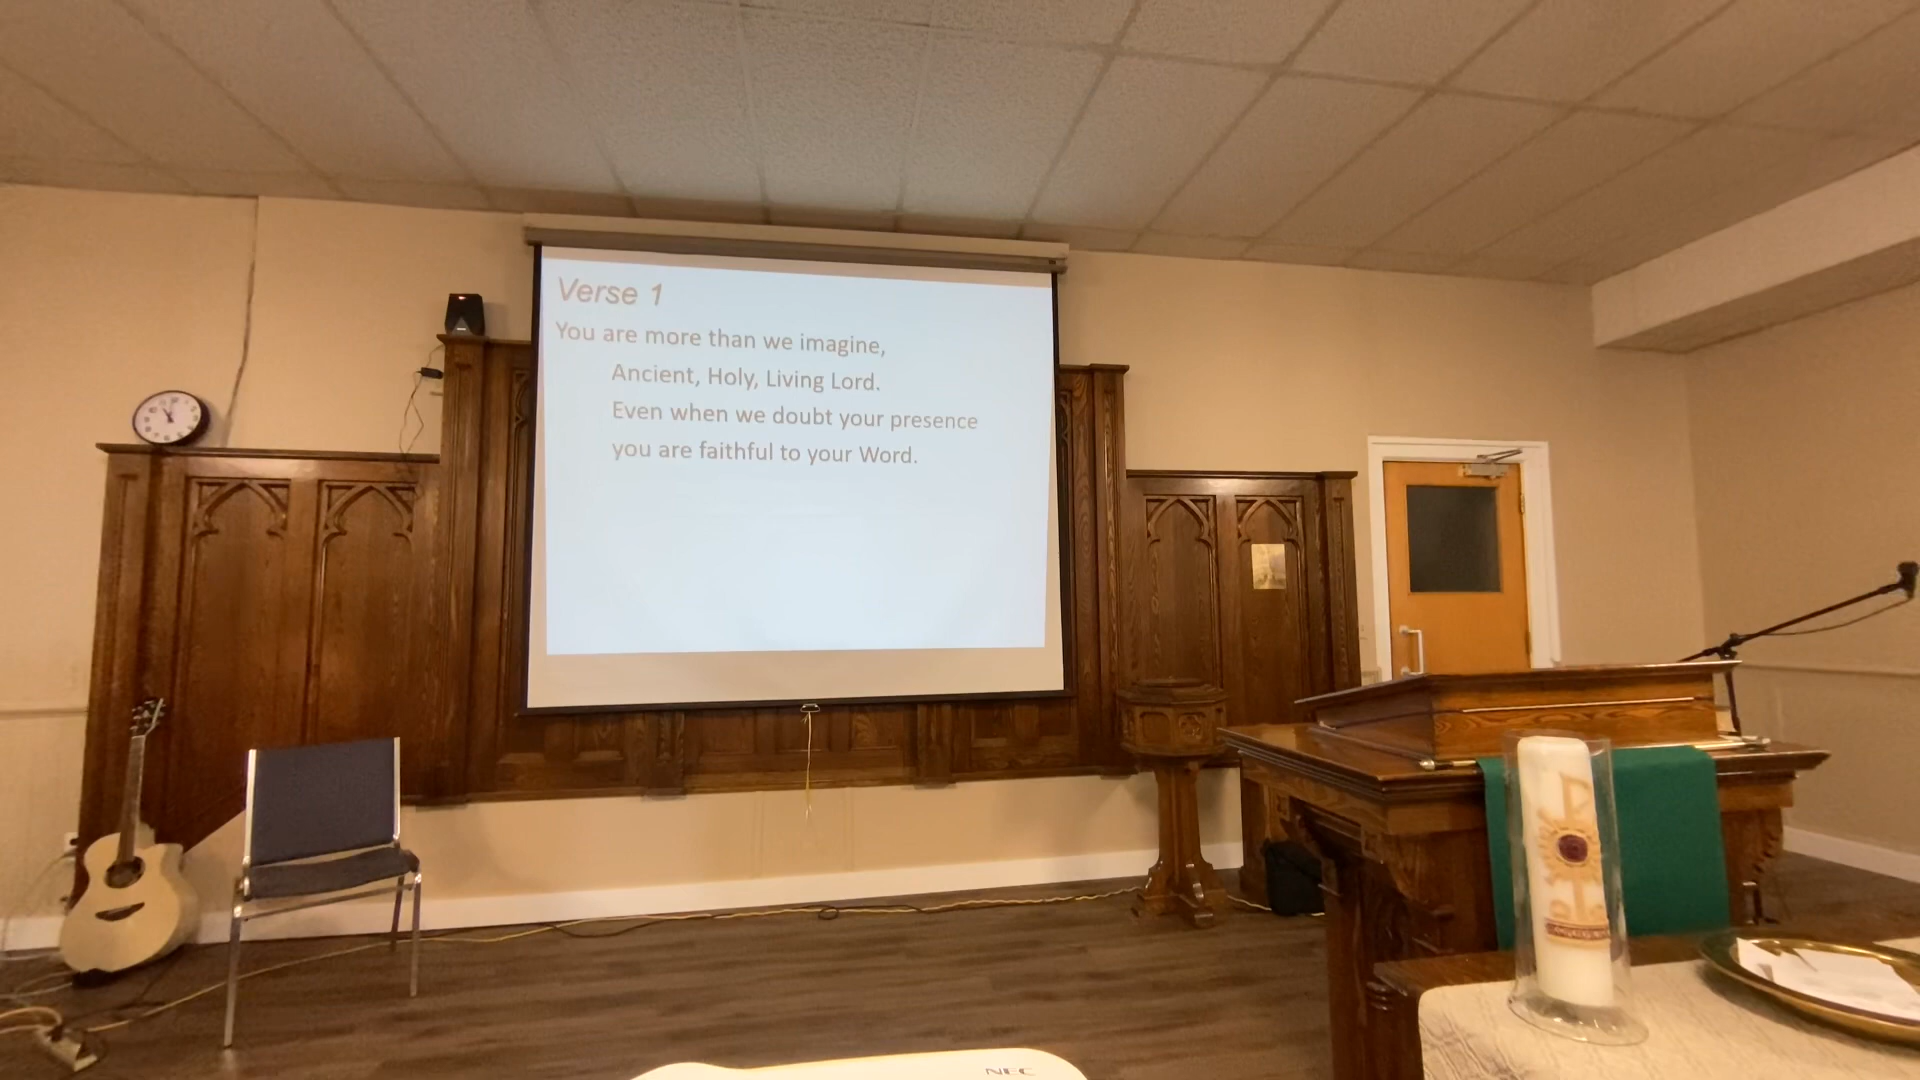 Verse 1
You are more than we imagine,
Ancient, Holy, Living Lord.
Even when we doubt your presence
you are faithful to your Word.
NEC